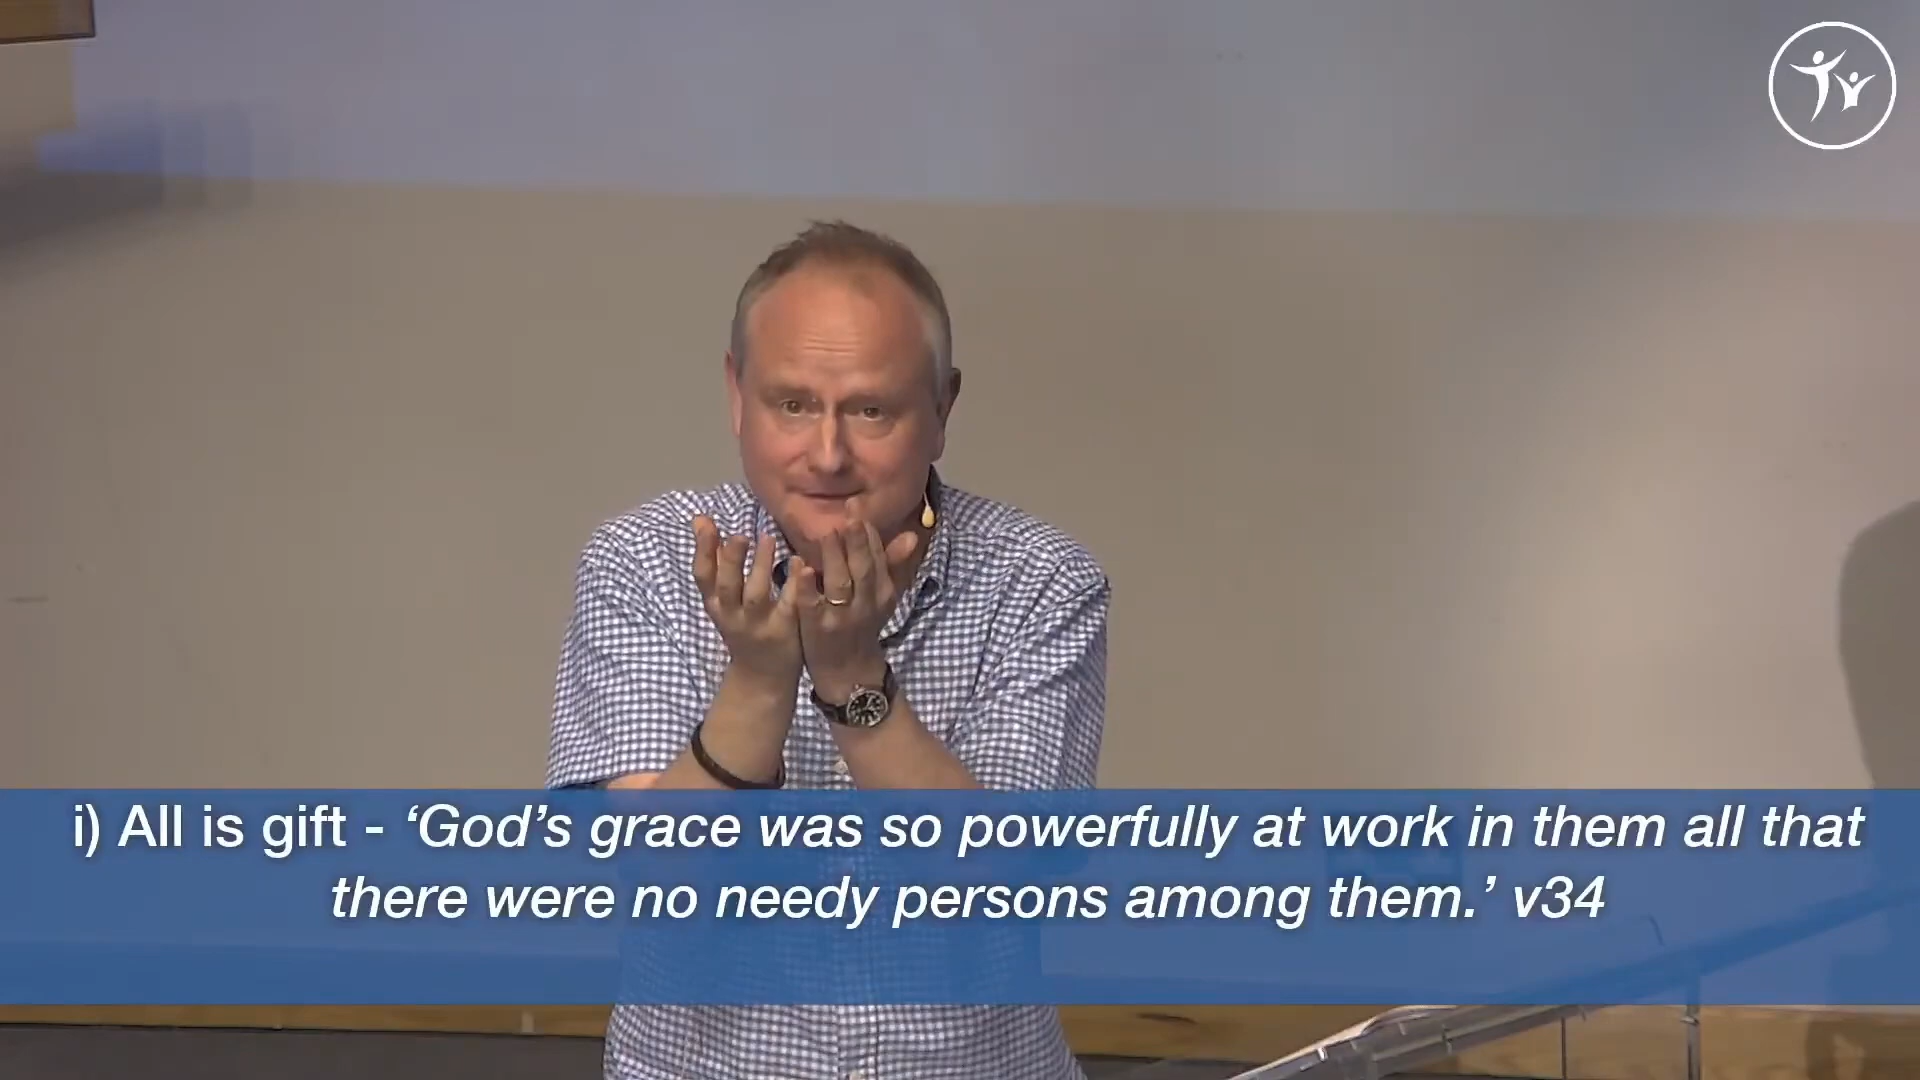 i) All is gift - ‘God’s grace was so powerfully at work in them all that
there were no needy persons among them.’ v34